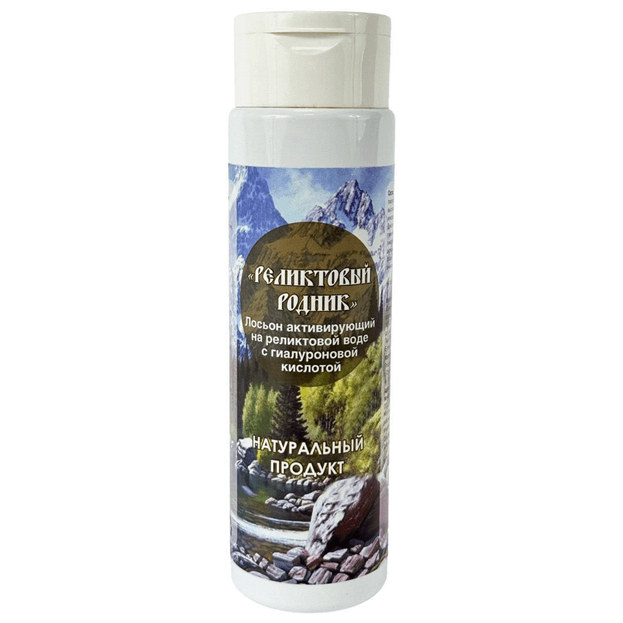 «РЕЛИКТОВЫЙ
РОДНИК»
Лосьон активирующий
на реликтовой воде
с гиалуроновой
кислотой
НАТУРАЛЬНЫЙ
ПРОДУКТ